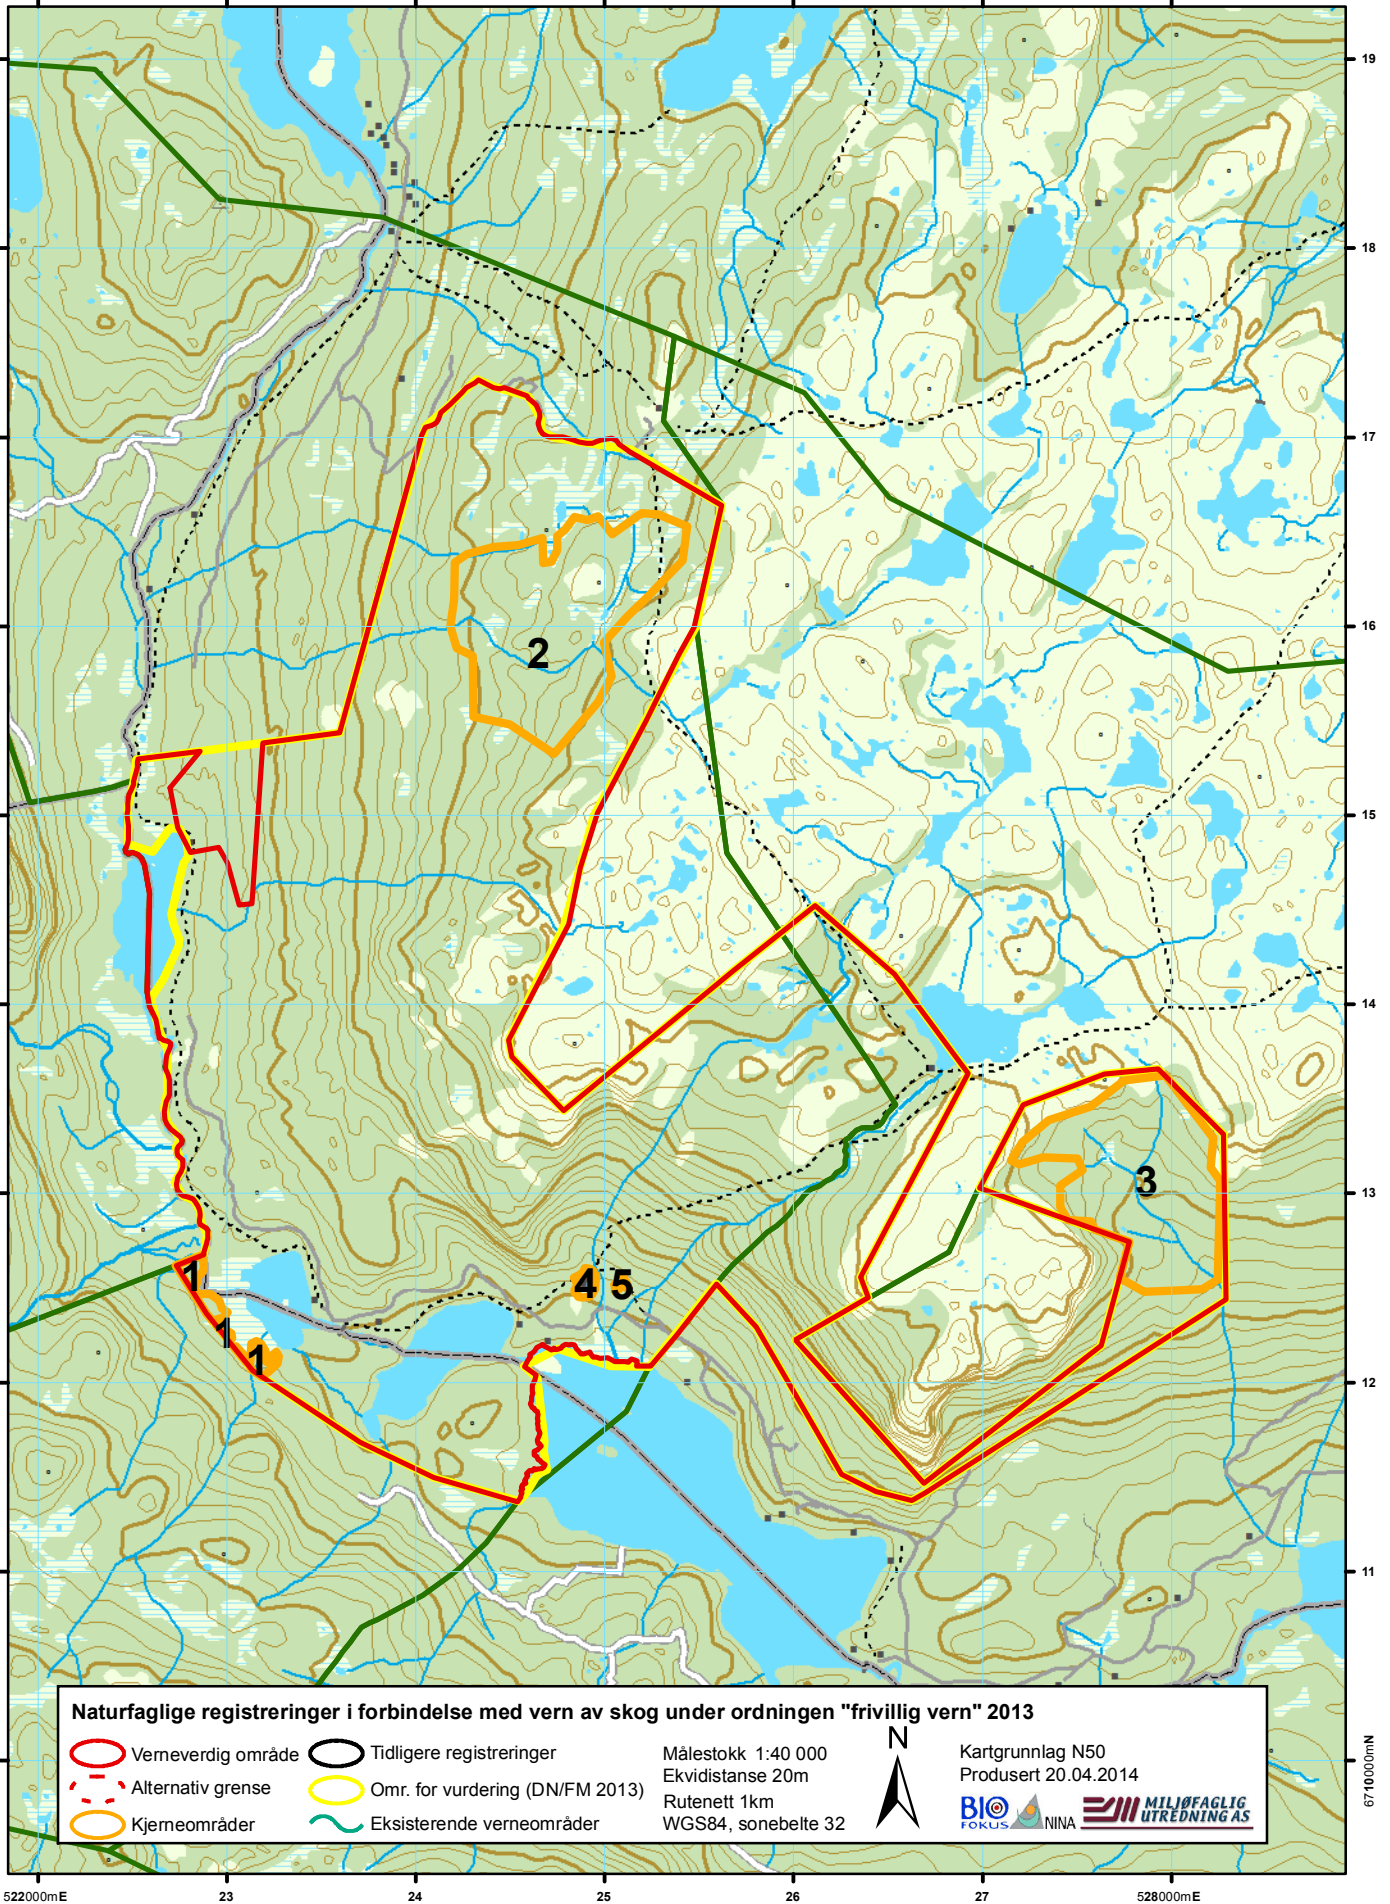 19
18
17
16
15
14
13
12
11
6710000mN
2
3
1
1
1
4 5
Naturfaglige registreringer i forbindelse med vern av skog under ordningen "frivillig vern" 2013
Verneverdig område
Alternativ grense
Kjerneområder
Tidligere registreringer
Omr. for vurdering (DN/FM 2013)
Eksisterende verneområder
Målestokk 1:40 000
Ekvidistanse 20m
Rutenett 1km
WGS84, sonebelte 32
N
Kartgrunnlag N50
Produsert 20.04.2014
BIO
FOKUS
NINA
MILJØFAGLIG
UTREDNING AS
522000mE 23 24 25 26 27 528000mE